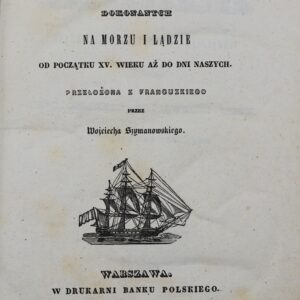 DOKONANYCH
NA MORZU I LĄDZIE
OD POCZĄTKU XV. WIEKU AŻ DO DNI NASZYCH.
PRZEŁOŻONA Z FRANCUZKIEGO
PRZEZ
Wojciecha Szymanowskiego.
WARSZAWA.
W DRUKARNI BANKU POLSKIEGO.